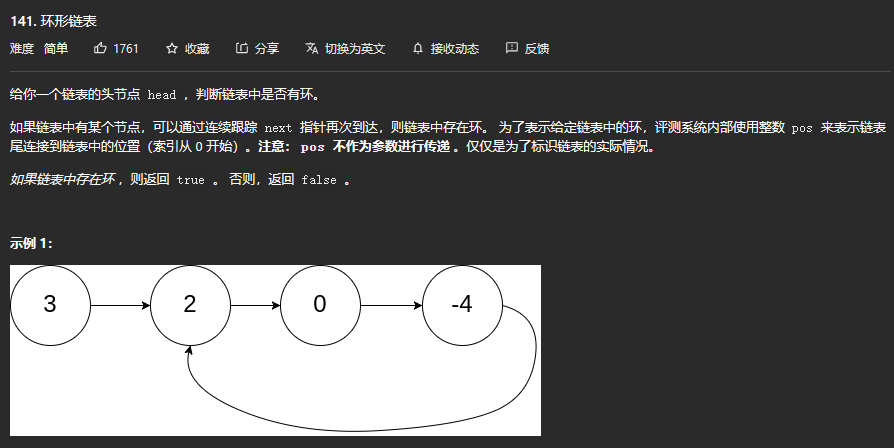 141. 环形链表
难度 简单 1761 收藏 分享 切换为英文 接收动态 反馈
给你一个链表的头节点 head ，判断链表中是否有环。
如果链表中有某个节点，可以通过连续跟踪 next 指针再次到达，则链表中存在环。 为了表示给定链表中的环，评测系统内部使用整数 pos 来表示链表
尾连接到链表中的位置（索引从 0 开始）。注意：pos 不作为参数进行传递 。仅仅是为了标识链表的实际情况。
如果链表中存在环 ，则返回 true 。 否则，返回 false 。
示例 1：
3 2 0 -4